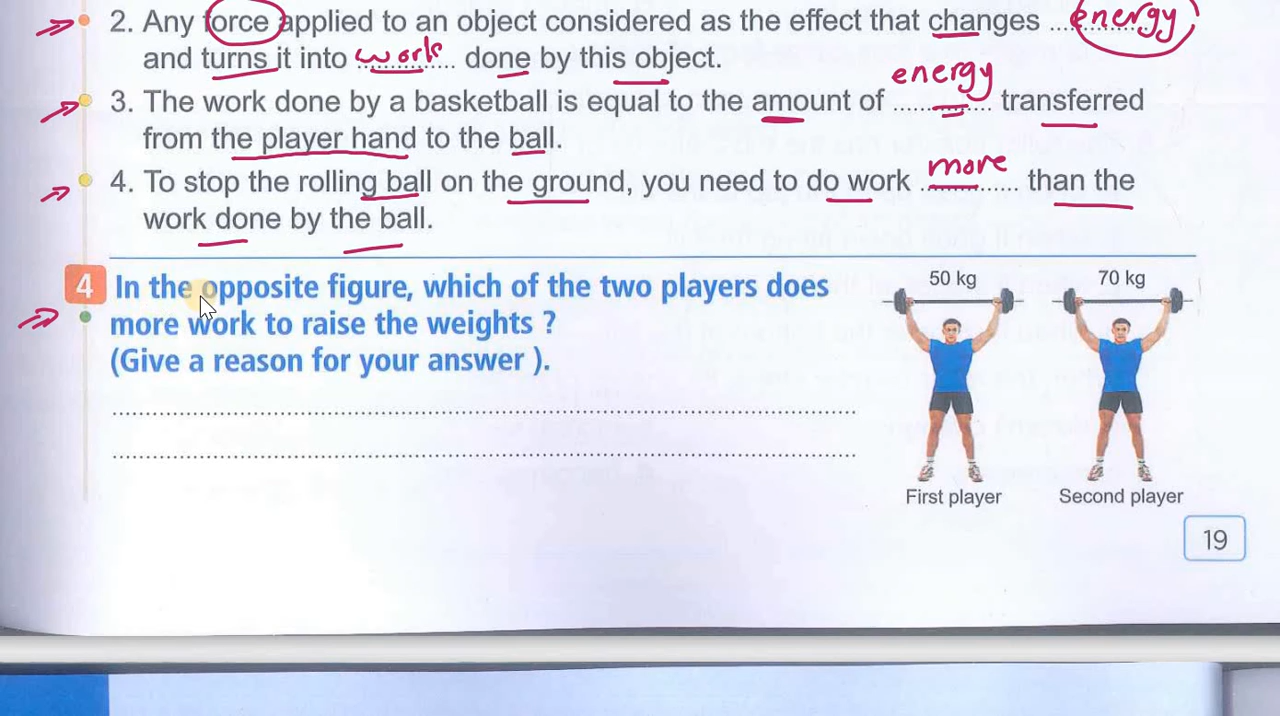 2. Any force applied to an object considered as the effect that changes ... energy
and turns it into work ... done by this object.
energy
3. The work done by a basketball is equal to the amount of ... transferred
from the player hand to the ball.
more
4. To stop the rolling ball on the ground, you need to do work ... than the
work done by the ball.
4 In the opposite figure, which of the two players does
more work to raise the weights ?
(Give a reason for your answer ).
50 kg 70 kg
First player Second player
19